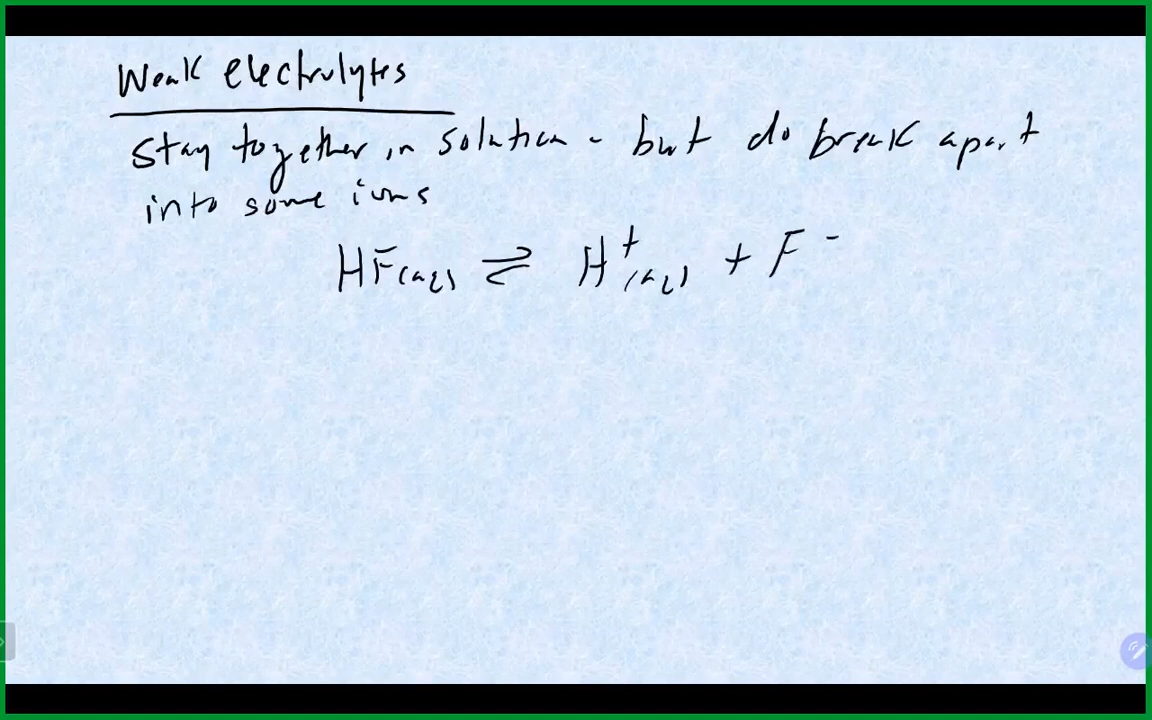 Weak electrolytes
stay together in solution - but do break apart
into some ions
HF(aq) ⇌ H⁺(aq) + F⁻